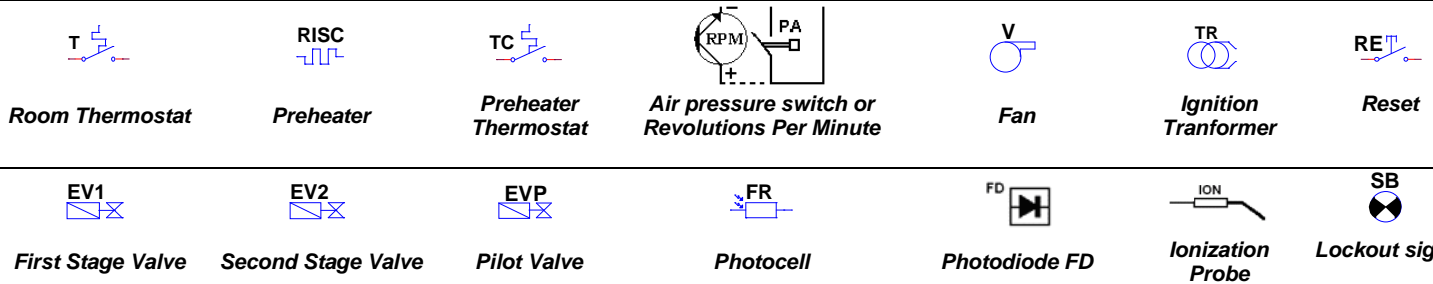 T
RISC
TC
RPM
PA
V
TR
RE
Room Thermostat
Preheater
Preheater
Thermostat
Air pressure switch or
Revolutions Per Minute
Fan
Ignition
Tranformer
Reset
EV1
EV2
EVP
FR
FD
ION
SB
First Stage Valve
Second Stage Valve
Pilot Valve
Photocell
Photodiode FD
Ionization
Probe
Lockout sig